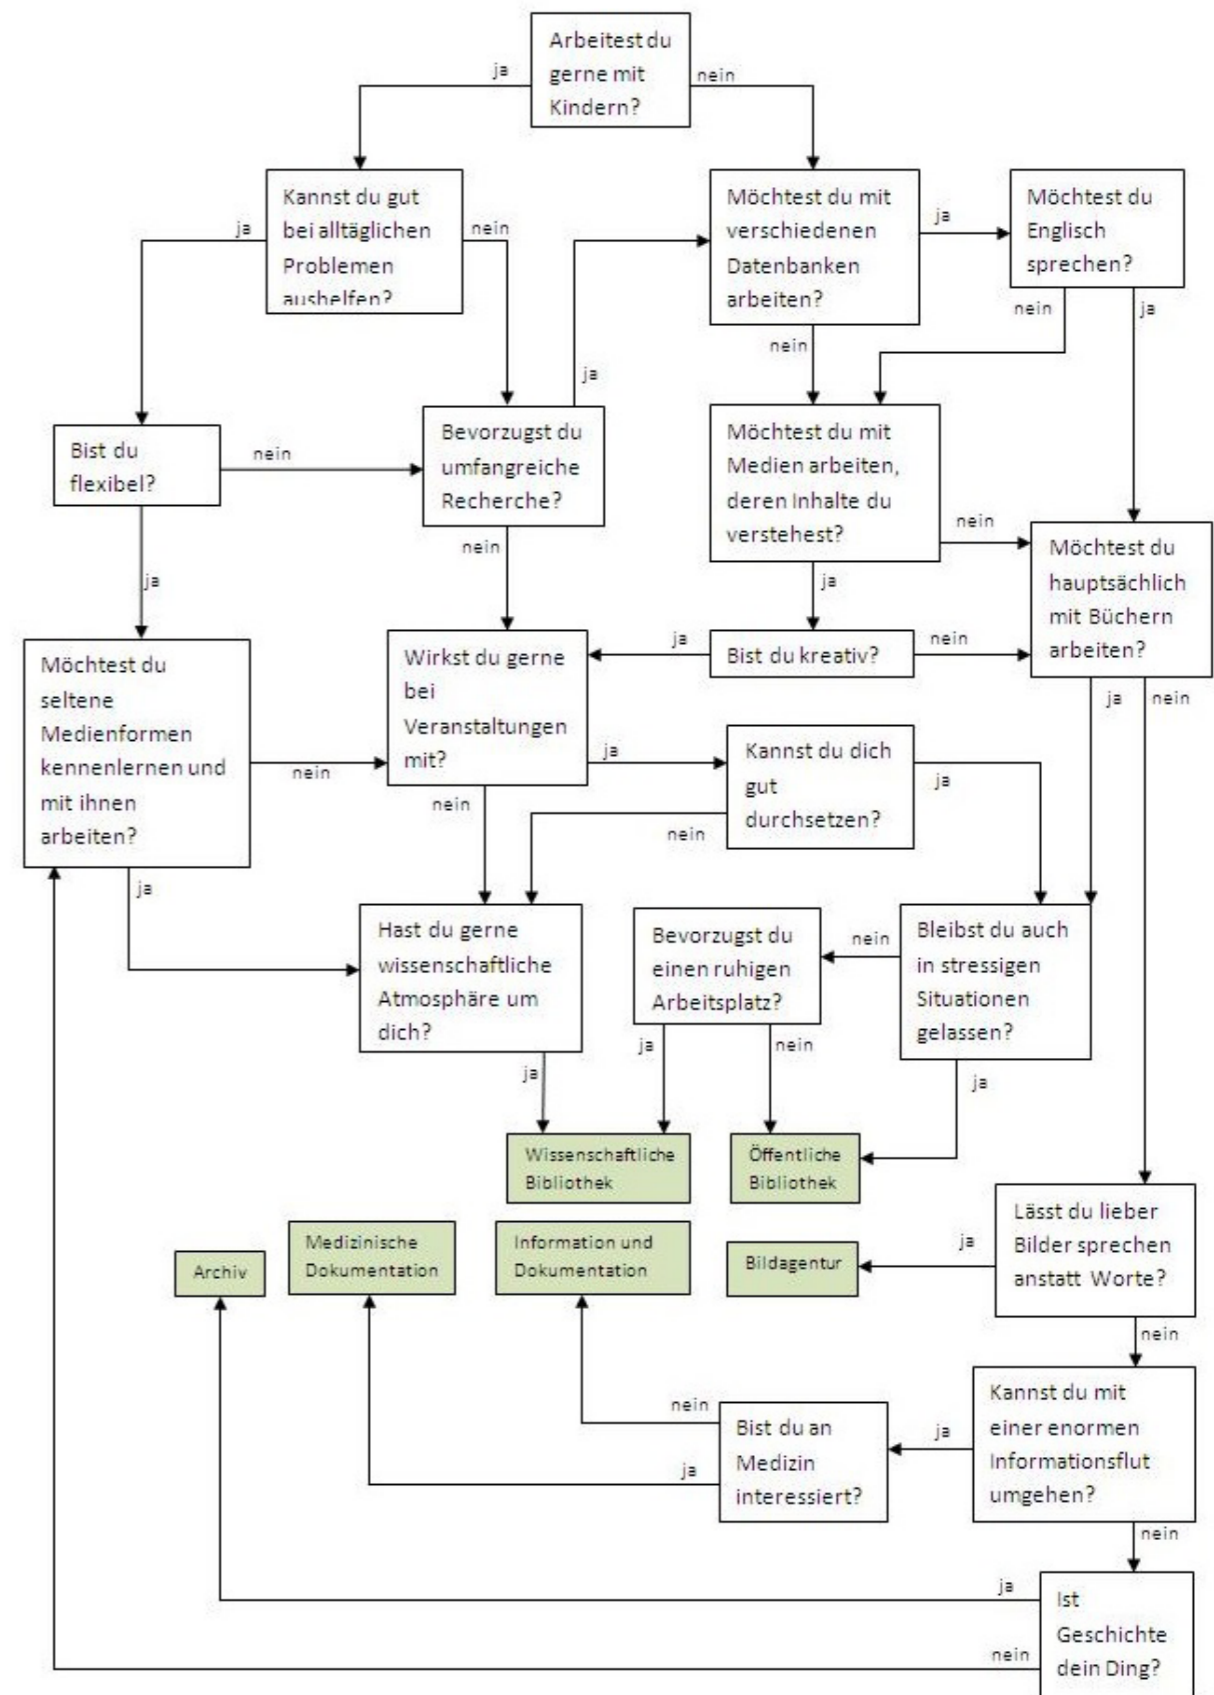 Arbeitest du
gerne mit
Kindern?
ja
nein
Kannst du gut
bei alltäglichen
Problemen
aushelfen?
ja
nein
Möchtest du mit
verschiedenen
Datenbanken
arbeiten?
ja
nein
Möchtest du
Englisch
sprechen?
nein
ja
Bist du
flexibel?
nein
ja
Bevorzugst du
umfangreiche
Recherche?
ja
nein
Möchtest du mit
Medien arbeiten,
deren Inhalte du
verstehest?
nein
ja
Möchtest du
hauptsächlich
mit Büchern
arbeiten?
ja
nein
Möchtest du
seltene
Medienformen
kennenlernen und
mit ihnen
arbeiten?
nein
ja
Wirkst du gerne
bei
Veranstaltungen
mit?
ja
nein
Bist du kreativ?
ja
nein
Kannst du dich
gut
durchsetzen?
ja
nein
Hast du gerne
wissenschaftliche
Atmosphäre um
dich?
ja
Bevorzugst du
einen ruhigen
Arbeitsplatz?
ja
nein
Bleibst du auch
in stressigen
Situationen
gelassen?
nein
ja
Wissenschaftliche
Bibliothek
Öffentliche
Bibliothek
Lässt du lieber
Bilder sprechen
anstatt Worte?
ja
nein
Archiv
Medizinische
Dokumentation
Information und
Dokumentation
Bildagentur
Kannst du mit
einer enormen
Informationsflut
umgehen?
ja
nein
Bist du an
Medizin
interessiert?
nein
ja
Ist
Geschichte
dein Ding?
ja
nein